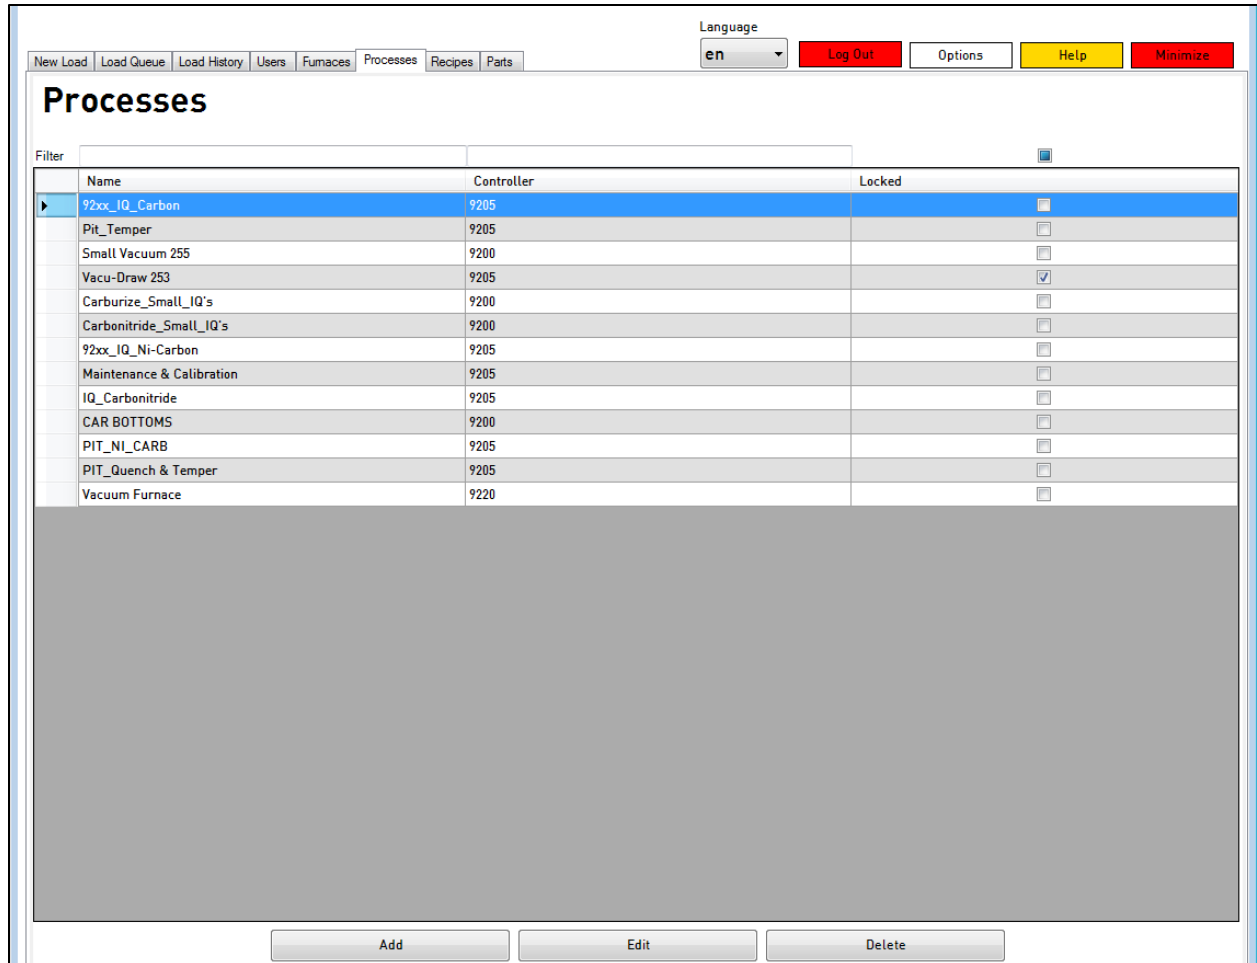 Language
en
Log Out
Options
Help
Minimize
New Load
Load Queue
Load History
Users
Furnaces
Processes
Recipes
Parts
Processes
Filter
Name Controller Locked
92xx_IQ_Carbon 9205
Pit_Temper 9205
Small Vacuum 255 9200
Vacu-Draw 253 9205
Carburize_Small_IQ's 9200
Carbonitride_Small_IQ's 9200
92xx_IQ_Ni-Carbon 9205
Maintenance & Calibration 9205
IQ_Carbonitride 9205
CAR BOTTOMS 9200
PIT_NI_CARB 9205
PIT_Quench & Temper 9205
Vacuum Furnace 9220
Add
Edit
Delete